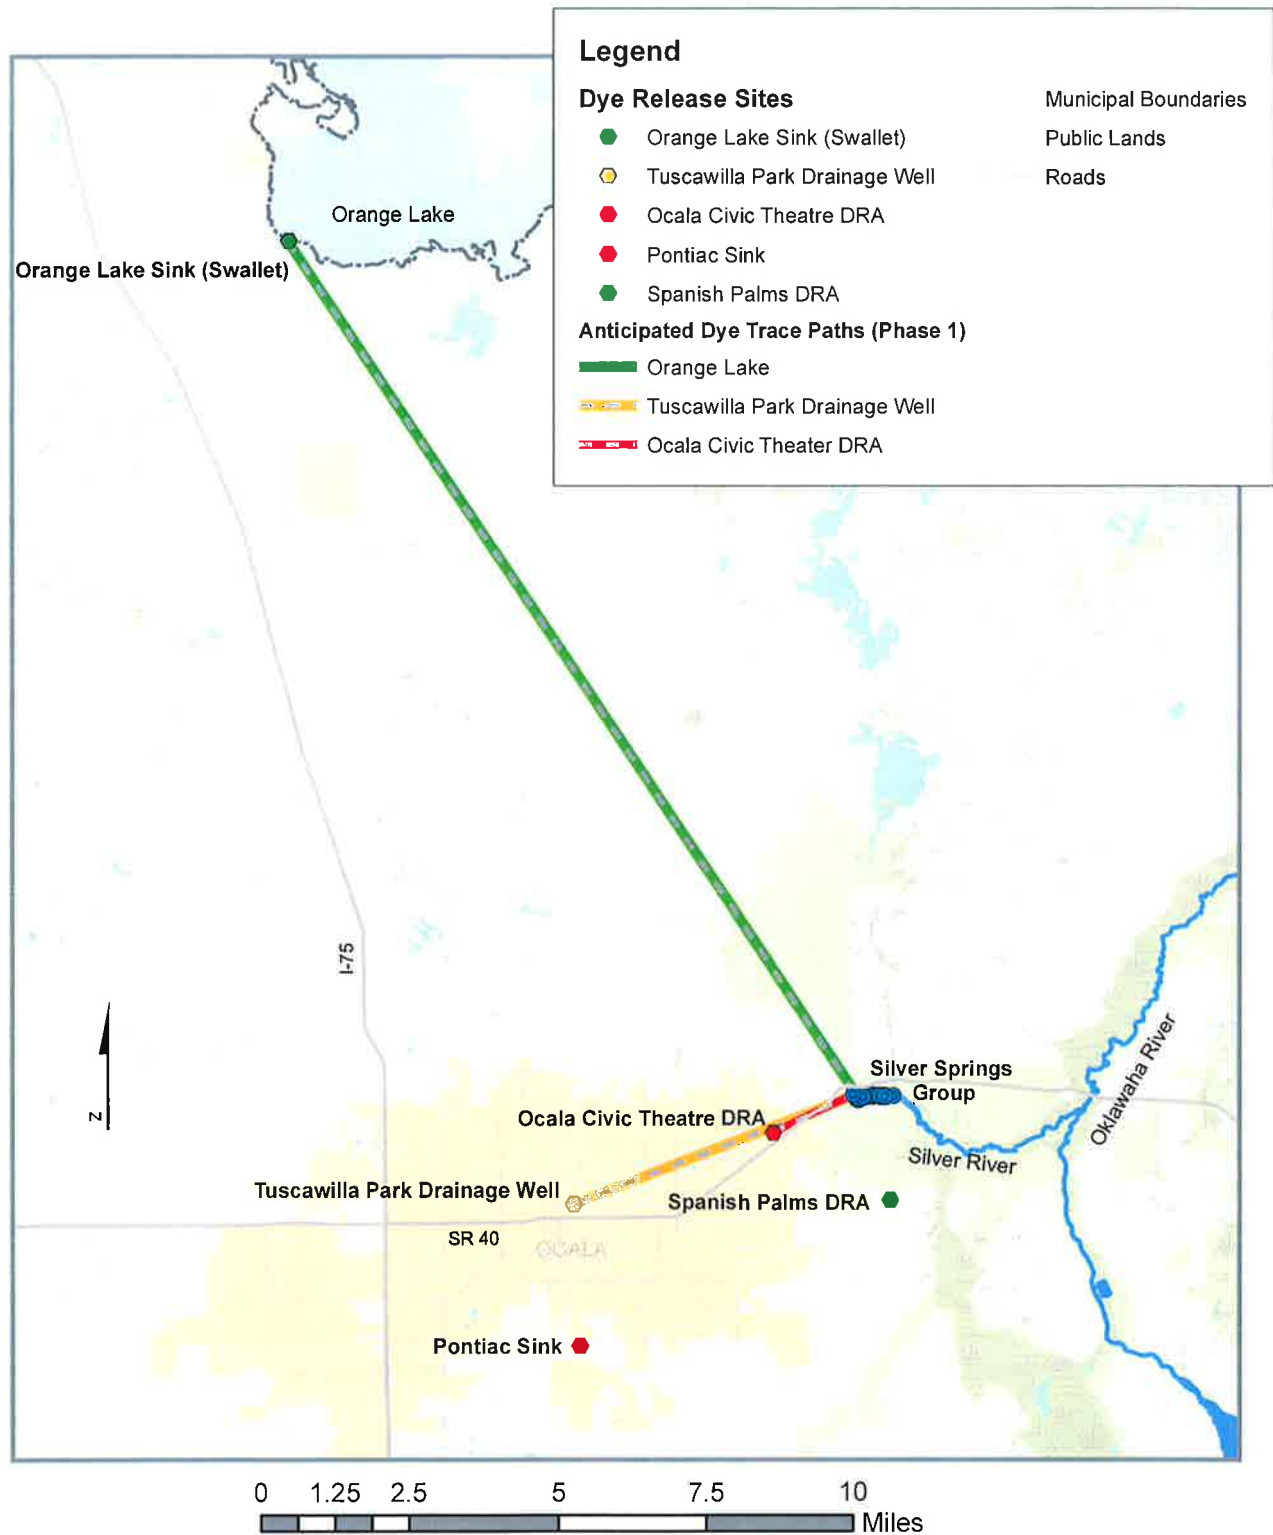 Legend
Dye Release Sites
Orange Lake Sink (Swallet)
Tuscawilla Park Drainage Well
Ocala Civic Theatre DRA
Pontiac Sink
Spanish Palms DRA
Municipal Boundaries
Public Lands
Roads
Anticipated Dye Trace Paths (Phase 1)
Orange Lake
Tuscawilla Park Drainage Well
Ocala Civic Theater DRA
Orange Lake
Orange Lake Sink (Swallet)
I-75
Silver Springs
Group
Oklawaha River
Ocala Civic Theatre DRA
Silver River
Tuscawilla Park Drainage Well
Spanish Palms DRA
SR 40
OCALA
Pontiac Sink
N
0 1.25 2.5 5 7.5 10
Miles